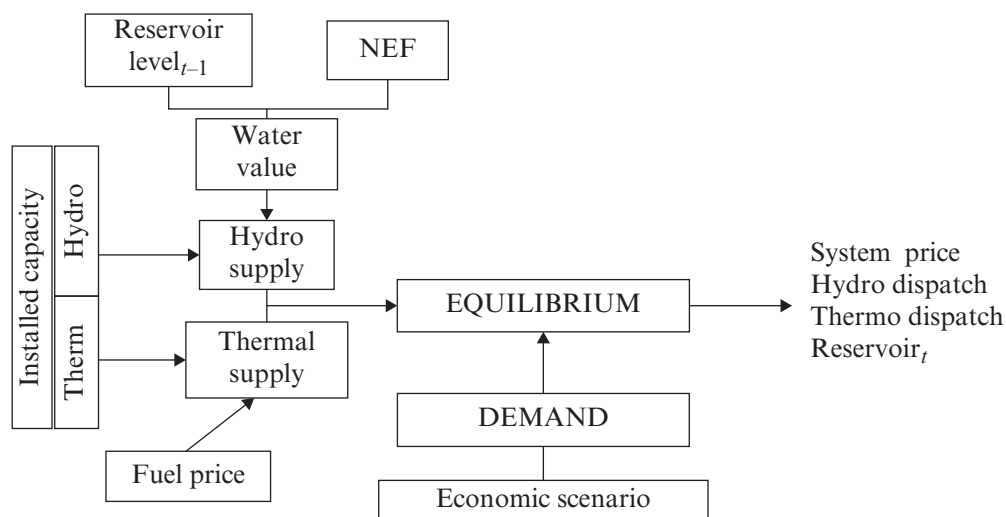 Reservoir
level_{t–1}
NEF
Water
value
Installed capacity
Hydro
Therm
Hydro
supply
Thermal
supply
Fuel price
EQUILIBRIUM
DEMAND
Economic scenario
System price
Hydro dispatch
Thermo dispatch
Reservoir_t